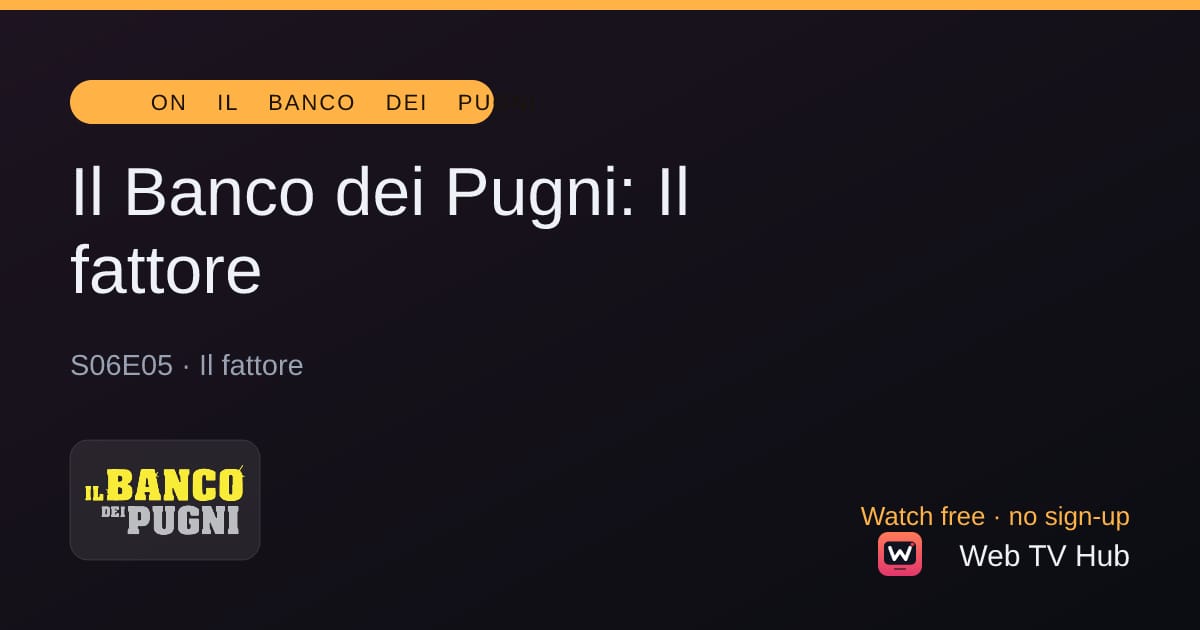 ON IL BANCO DEI PUGNI
Il Banco dei Pugni: Il
fattore
S06E05 · Il fattore
IL BANCO
DEI PUGNI
Watch free · no sign-up
W
Web TV Hub